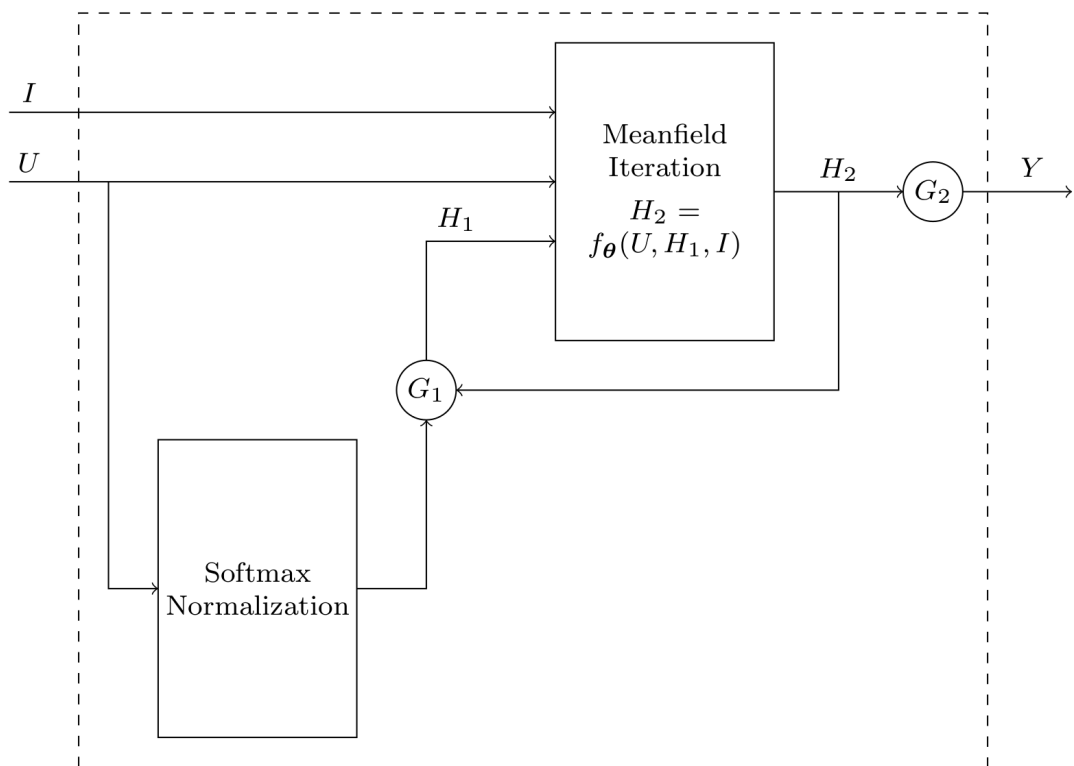 I
U
Meanfield
Iteration
H₂ =
f_𝜽(U, H₁, I)
H₂
G₂
Y
H₁
G₁
Softmax
Normalization